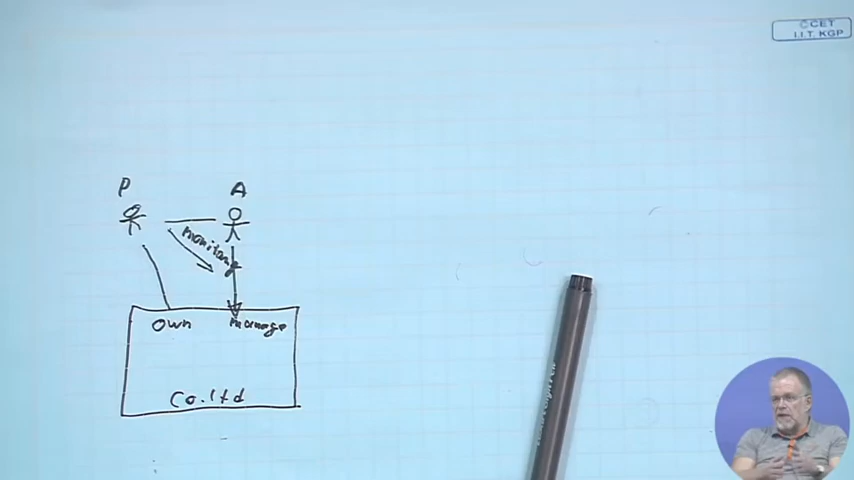 ©CET
I.I.T. KGP
P A
monitoring
Own manage
Co.ltd